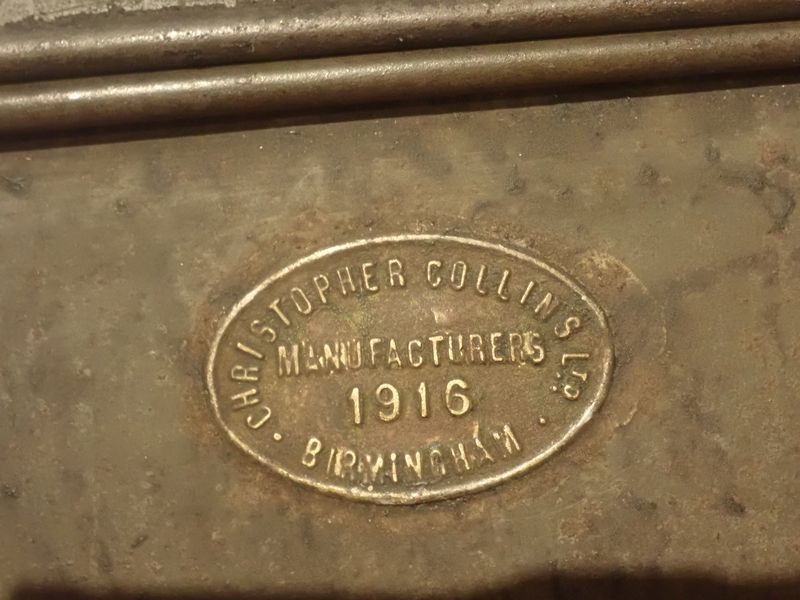 CHRISTOPHER COLLINS LTD.
MANUFACTURERS
1916
· BIRMINGHAM ·